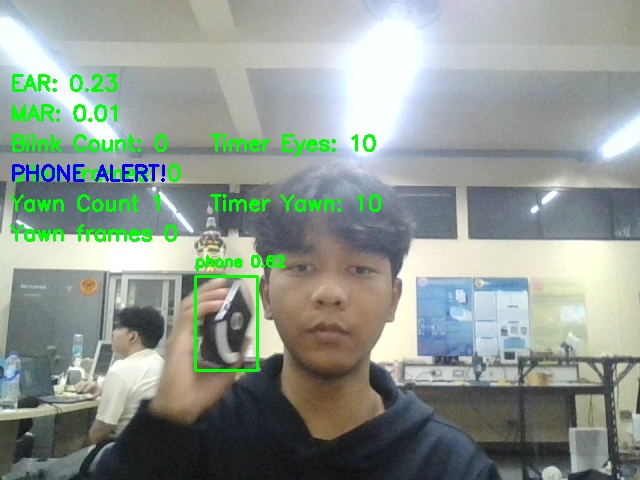 EAR: 0.23
MAR: 0.01
Blink Count: 0 Timer Eyes: 10
PHONE ALERT! 0
Yawn Count 1 Timer Yawn: 10
Yawn frames 0
phone 0.62